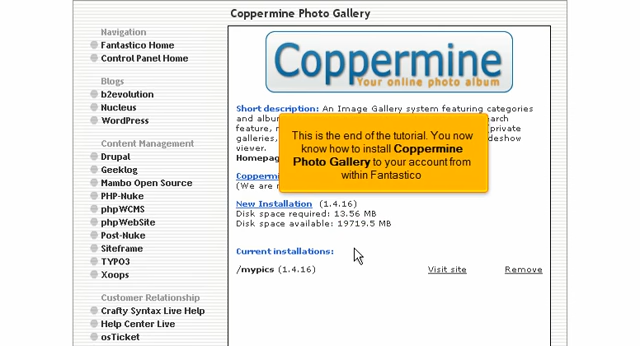 Coppermine Photo Gallery
Navigation
Fantastico Home
Control Panel Home
Blogs
b2evolution
Nucleus
WordPress
Content Management
Drupal
Geeklog
Mambo Open Source
PHP-Nuke
phpWCMS
phpWebSite
Post-Nuke
Siteframe
TYPO3
Xoops
Customer Relationship
Crafty Syntax Live Help
Help Center Live
osTicket
Coppermine
Your online photo album
Short description: An Image Gallery system featuring categories
and albu
arch
feature,
private
galleries,
deshow
viewer.
Homepag
This is the end of the tutorial. You now
know how to install Coppermine
Photo Gallery to your account from
within Fantastico
Coppermi
(We are
New Installation (1.4.16)
Disk space required: 13.56 MB
Disk space available: 19719.5 MB
Current installations:
/mypics (1.4.16) Visit site Remove